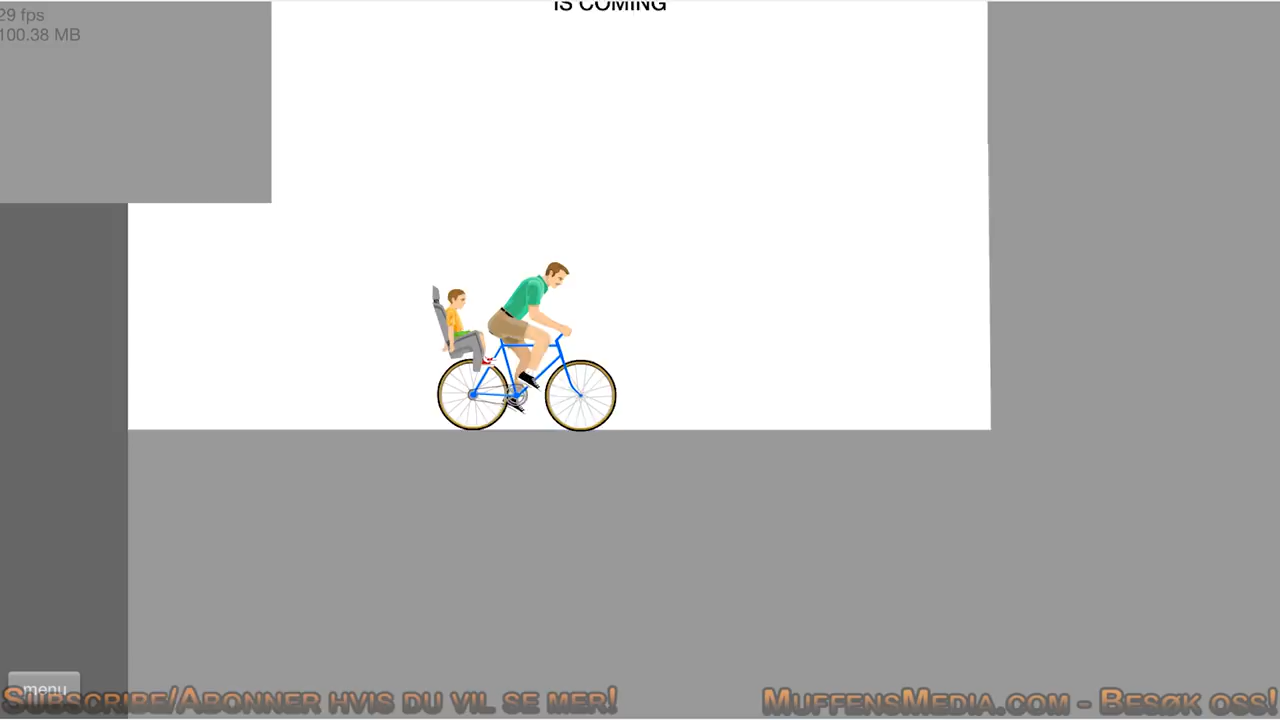 29 fps
100.38 MB
IS COMING
menu
SUBSCRIBE/ABONNER HVIS DU VIL SE MER!
MUFFENSMEDIA.COM - BESØK OSS!